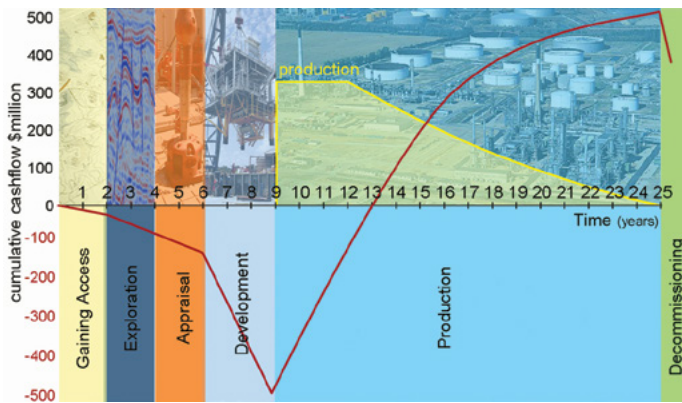 cumulative cashflow $million
500
400
300
200
100
0
-100
-200
-300
-400
-500
production
1 2 3 4 5 6 7 8 9 10 11 12 13 14 15 16 17 18 19 20 21 22 23 24 25
Time (years)
Gaining Access
Exploration
Appraisal
Development
Production
Decommissioning